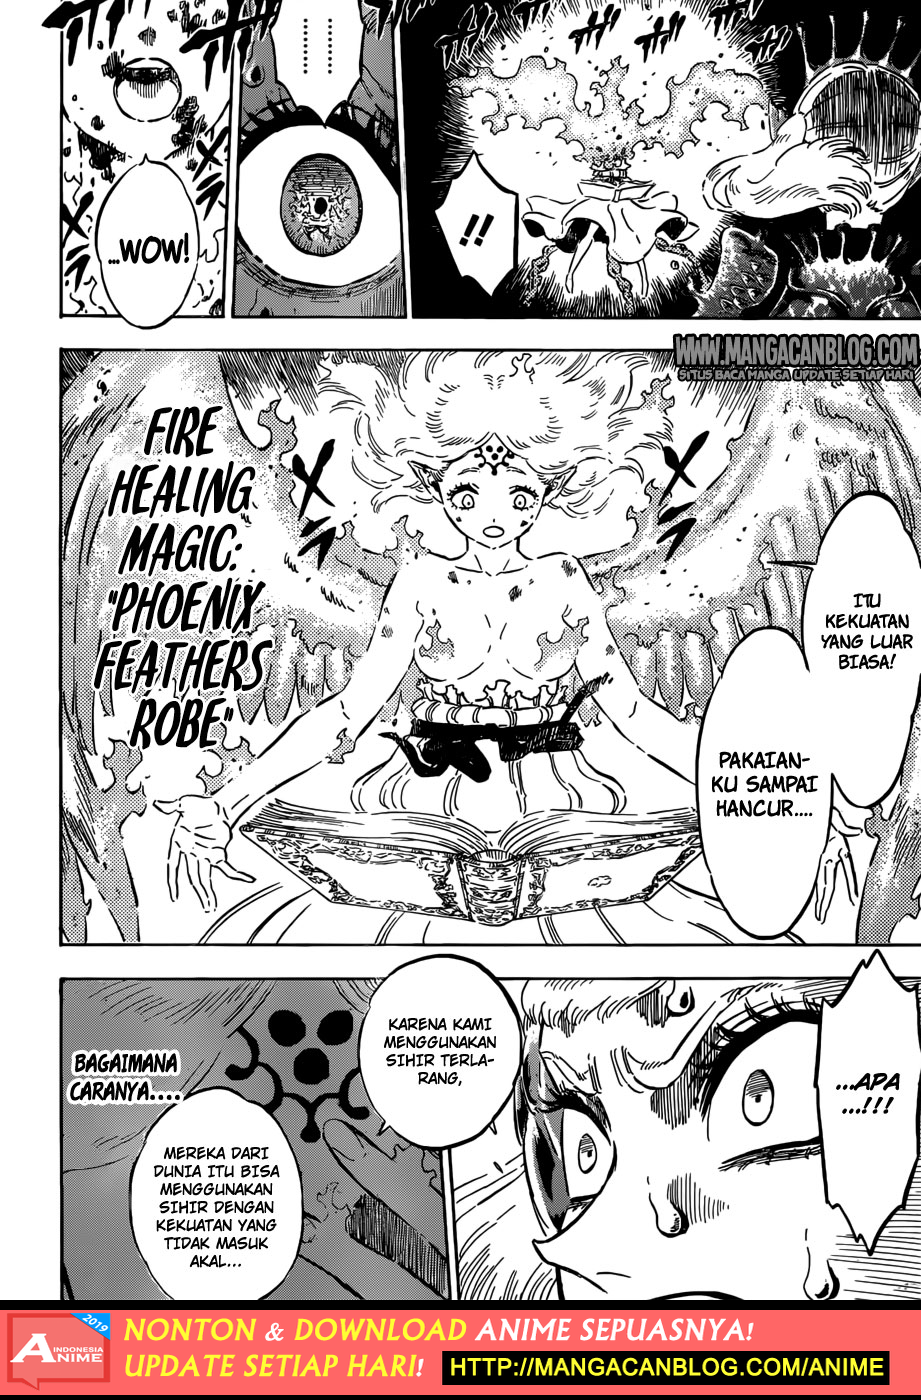 !!
...WOW!
WWW.MANGACANBLOG.COM
SITUS BACA MANGA UPDATE SETIAP HARI
ITU
KEKUATAN
YANG LUAR
BIASA!
PAKAIAN-
KU SAMPAI
HANCUR....
FIRE
HEALING
MAGIC:
"PHOENIX
FEATHERS
ROBE"
...APA
...!!!
KARENA KAMI
MENGGUNAKAN
SIHIR TERLA-
RANG,
BAGAIMANA
CARANYA....
MEREKA DARI
DUNIA ITU BISA
MENGGUNAKAN
SIHIR DENGAN
KEKUATAN YANG
TIDAK MASUK
AKAL...
2019
INDONESIA
ANIME
NONTON & DOWNLOAD ANIME SEPUASNYA!
UPDATE SETIAP HARI! HTTP://MANGACANBLOG.COM/ANIME